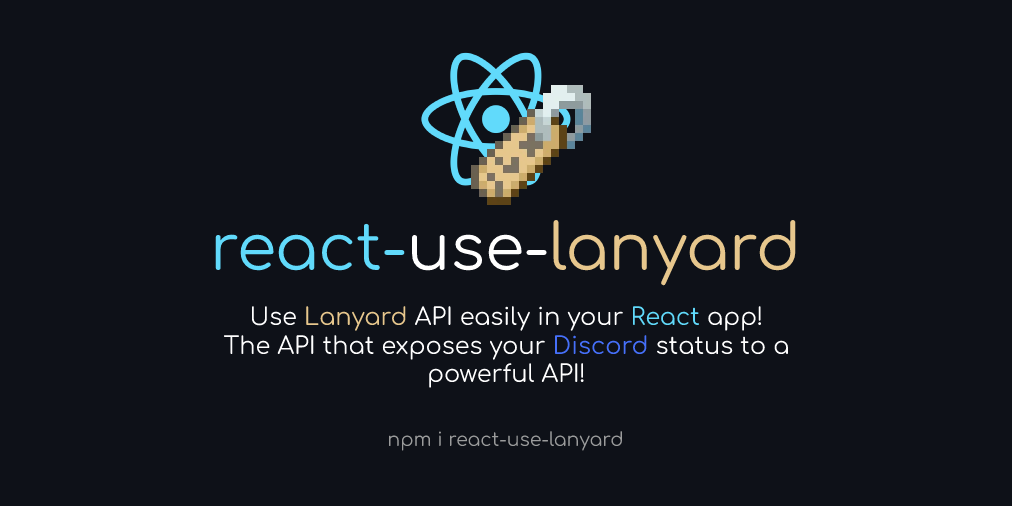 react-use-lanyard
Use Lanyard API easily in your React app!
The API that exposes your Discord status to a
powerful API!
npm i react-use-lanyard